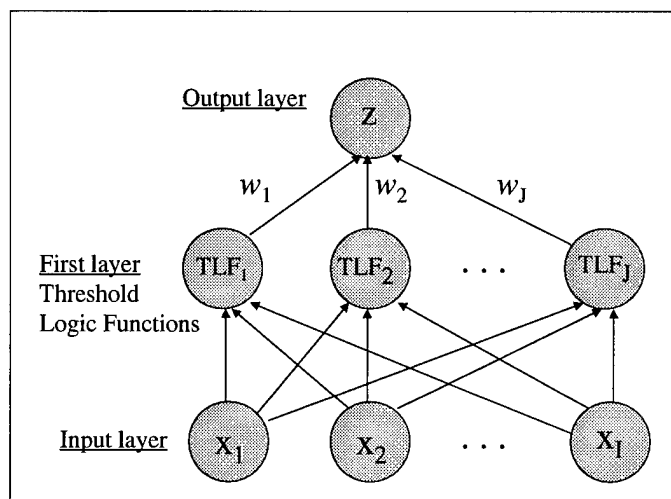 Output layer
Z
w1 w2 wJ
First layer
Threshold
Logic Functions
TLF1 TLF2 . . . TLFJ
Input layer
X1 X2 . . . XI